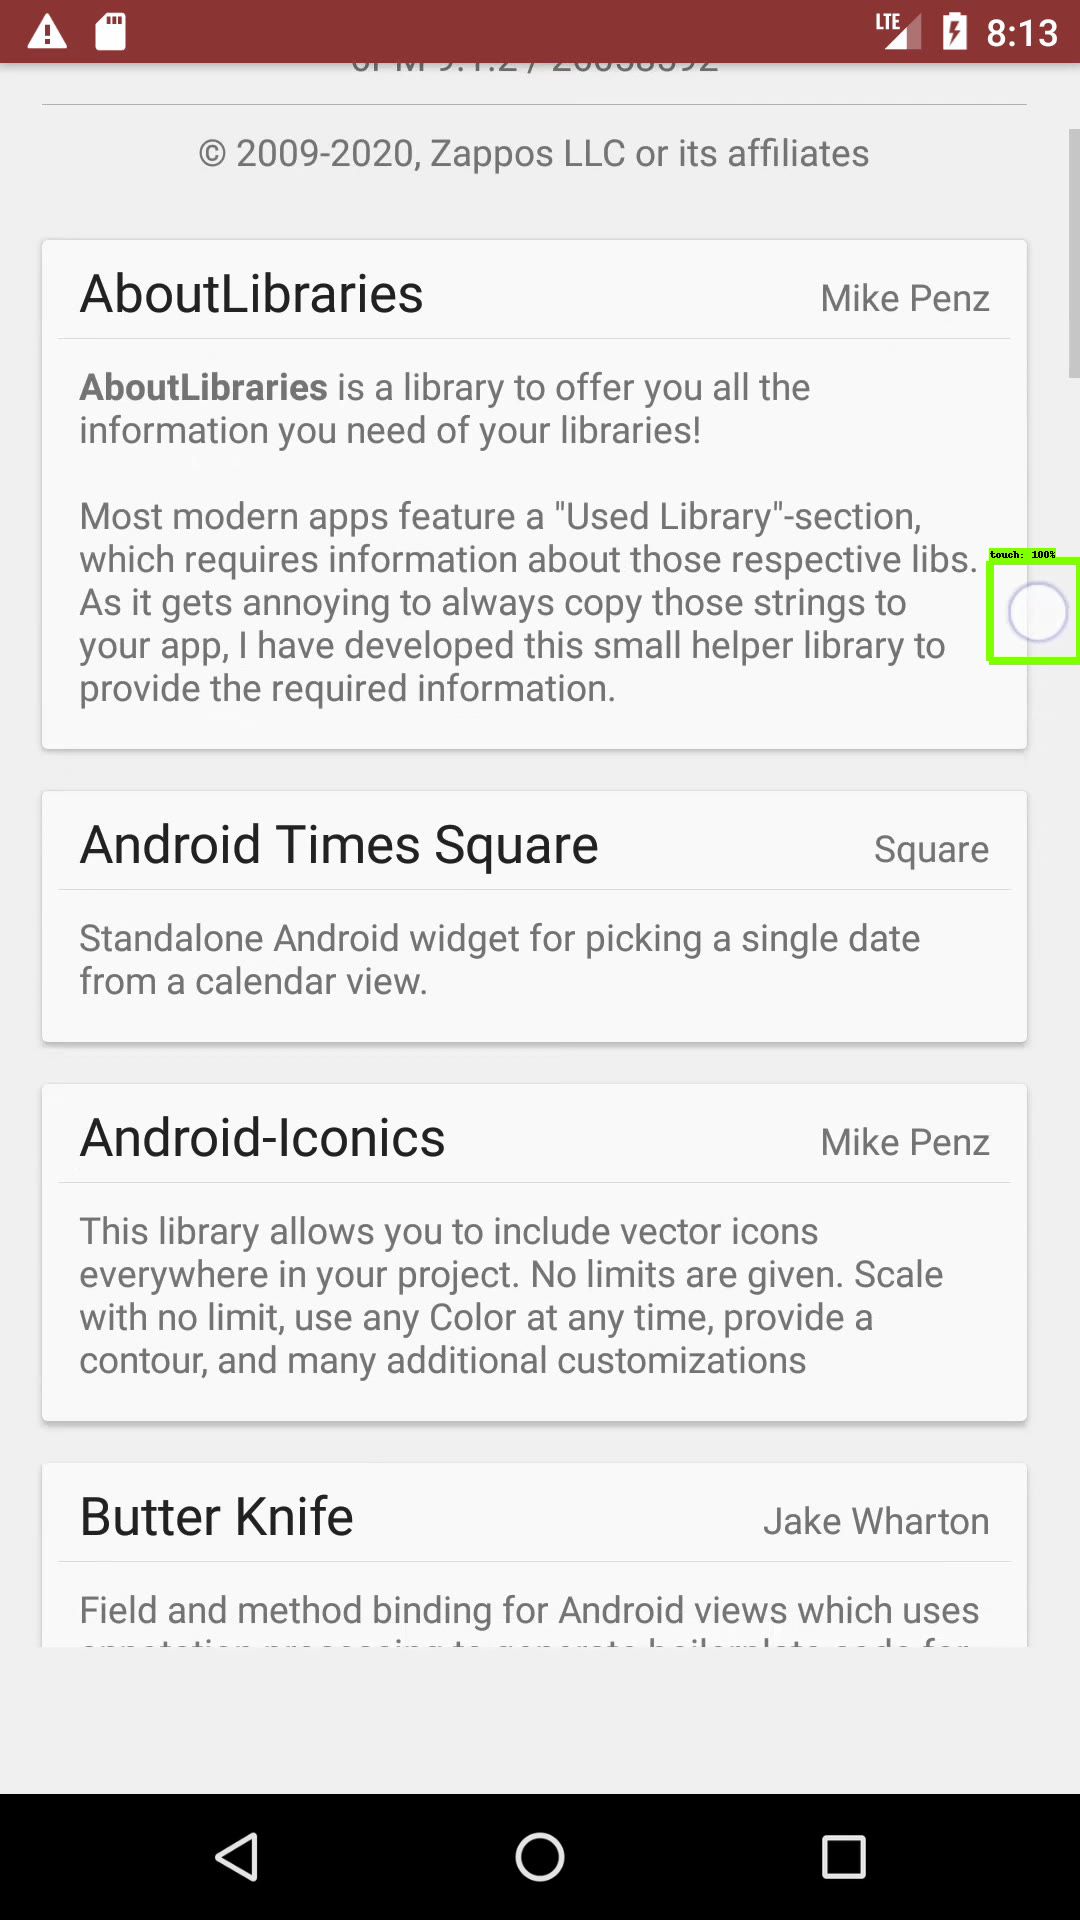 LTE 8:13
© 2009-2020, Zappos LLC or its affiliates
AboutLibraries
Mike Penz
AboutLibraries is a library to offer you all the
information you need of your libraries!
Most modern apps feature a "Used Library"-section,
which requires information about those respective libs.
As it gets annoying to always copy those strings to
your app, I have developed this small helper library to
provide the required information.
touch: 100%
Android Times Square
Square
Standalone Android widget for picking a single date
from a calendar view.
Android-Iconics
Mike Penz
This library allows you to include vector icons
everywhere in your project. No limits are given. Scale
with no limit, use any Color at any time, provide a
contour, and many additional customizations
Butter Knife
Jake Wharton
Field and method binding for Android views which uses